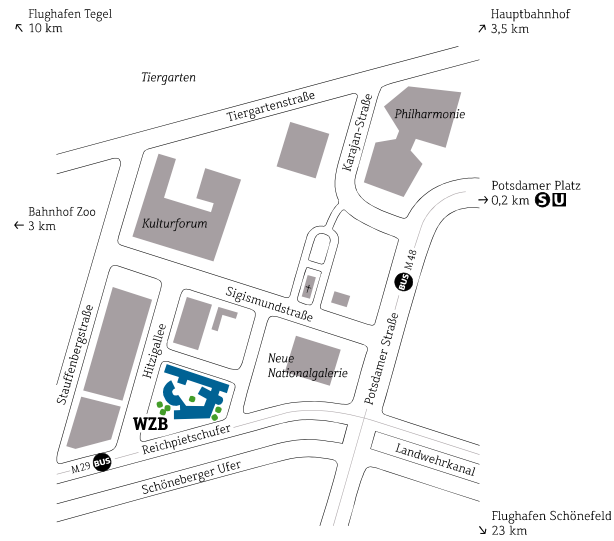 Flughafen Tegel
10 km
Hauptbahnhof
3,5 km
Tiergarten
Tiergartenstraße
Karajan-Straße
Philharmonie
Potsdamer Platz
0,2 km S U
Bahnhof Zoo
3 km
Kulturforum
BUS M 48
Sigismundstraße
Stauffenbergstraße
Hitzigallee
Neue
Nationalgalerie
Potsdamer Straße
WZB
Reichpietschufer
M29 BUS
Landwehrkanal
Schöneberger Ufer
Flughafen Schönefeld
23 km